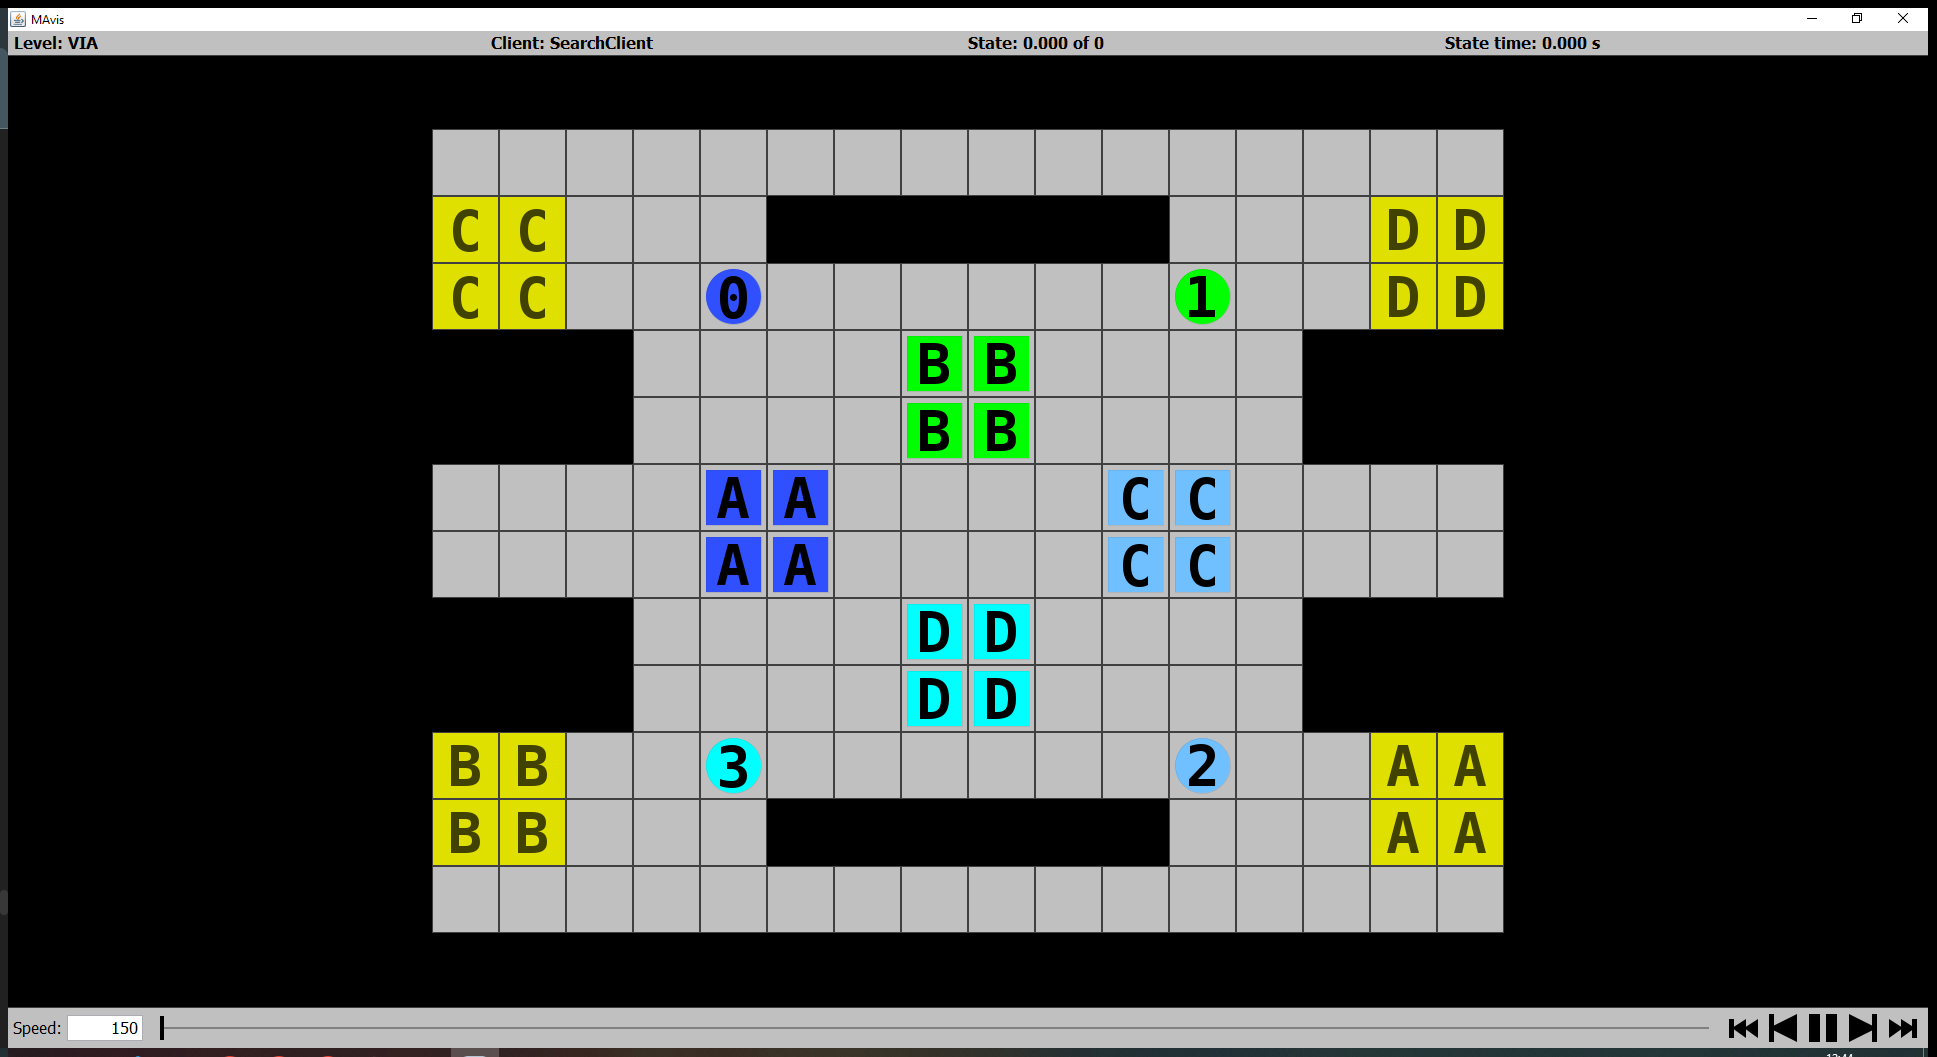 MAvis
Level: VIA Client: SearchClient State: 0.000 of 0 State time: 0.000 s
C C D D
C C 0 1 D D
B B
B B
A A C C
A A C C
D D
D D
B B 3 2 A A
B B A A
Speed: 150